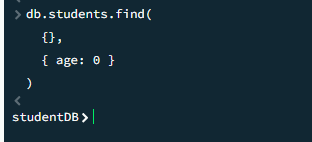 > db.students.find(
{},
{ age: 0 }
)
<
studentDB>